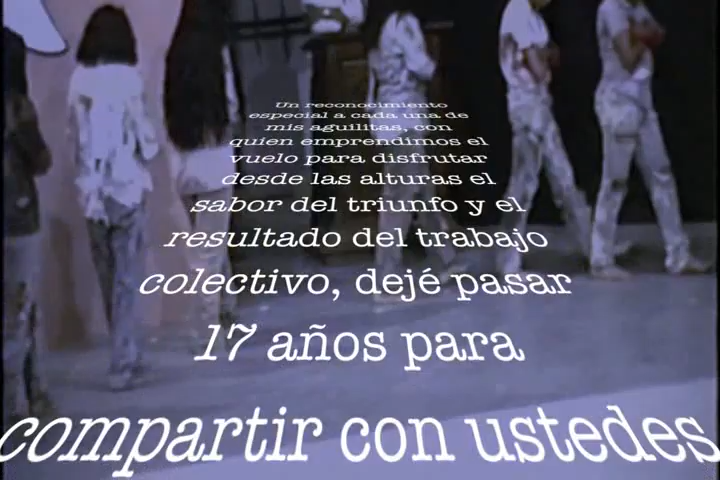 Un reconocimiento
especial a cada una de
mis aguilitas, con
quien emprendimos el
vuelo para disfrutar
desde las alturas el
sabor del triunfo y el
resultado del trabajo
colectivo, dejé pasar
17 años para
compartir con ustedes